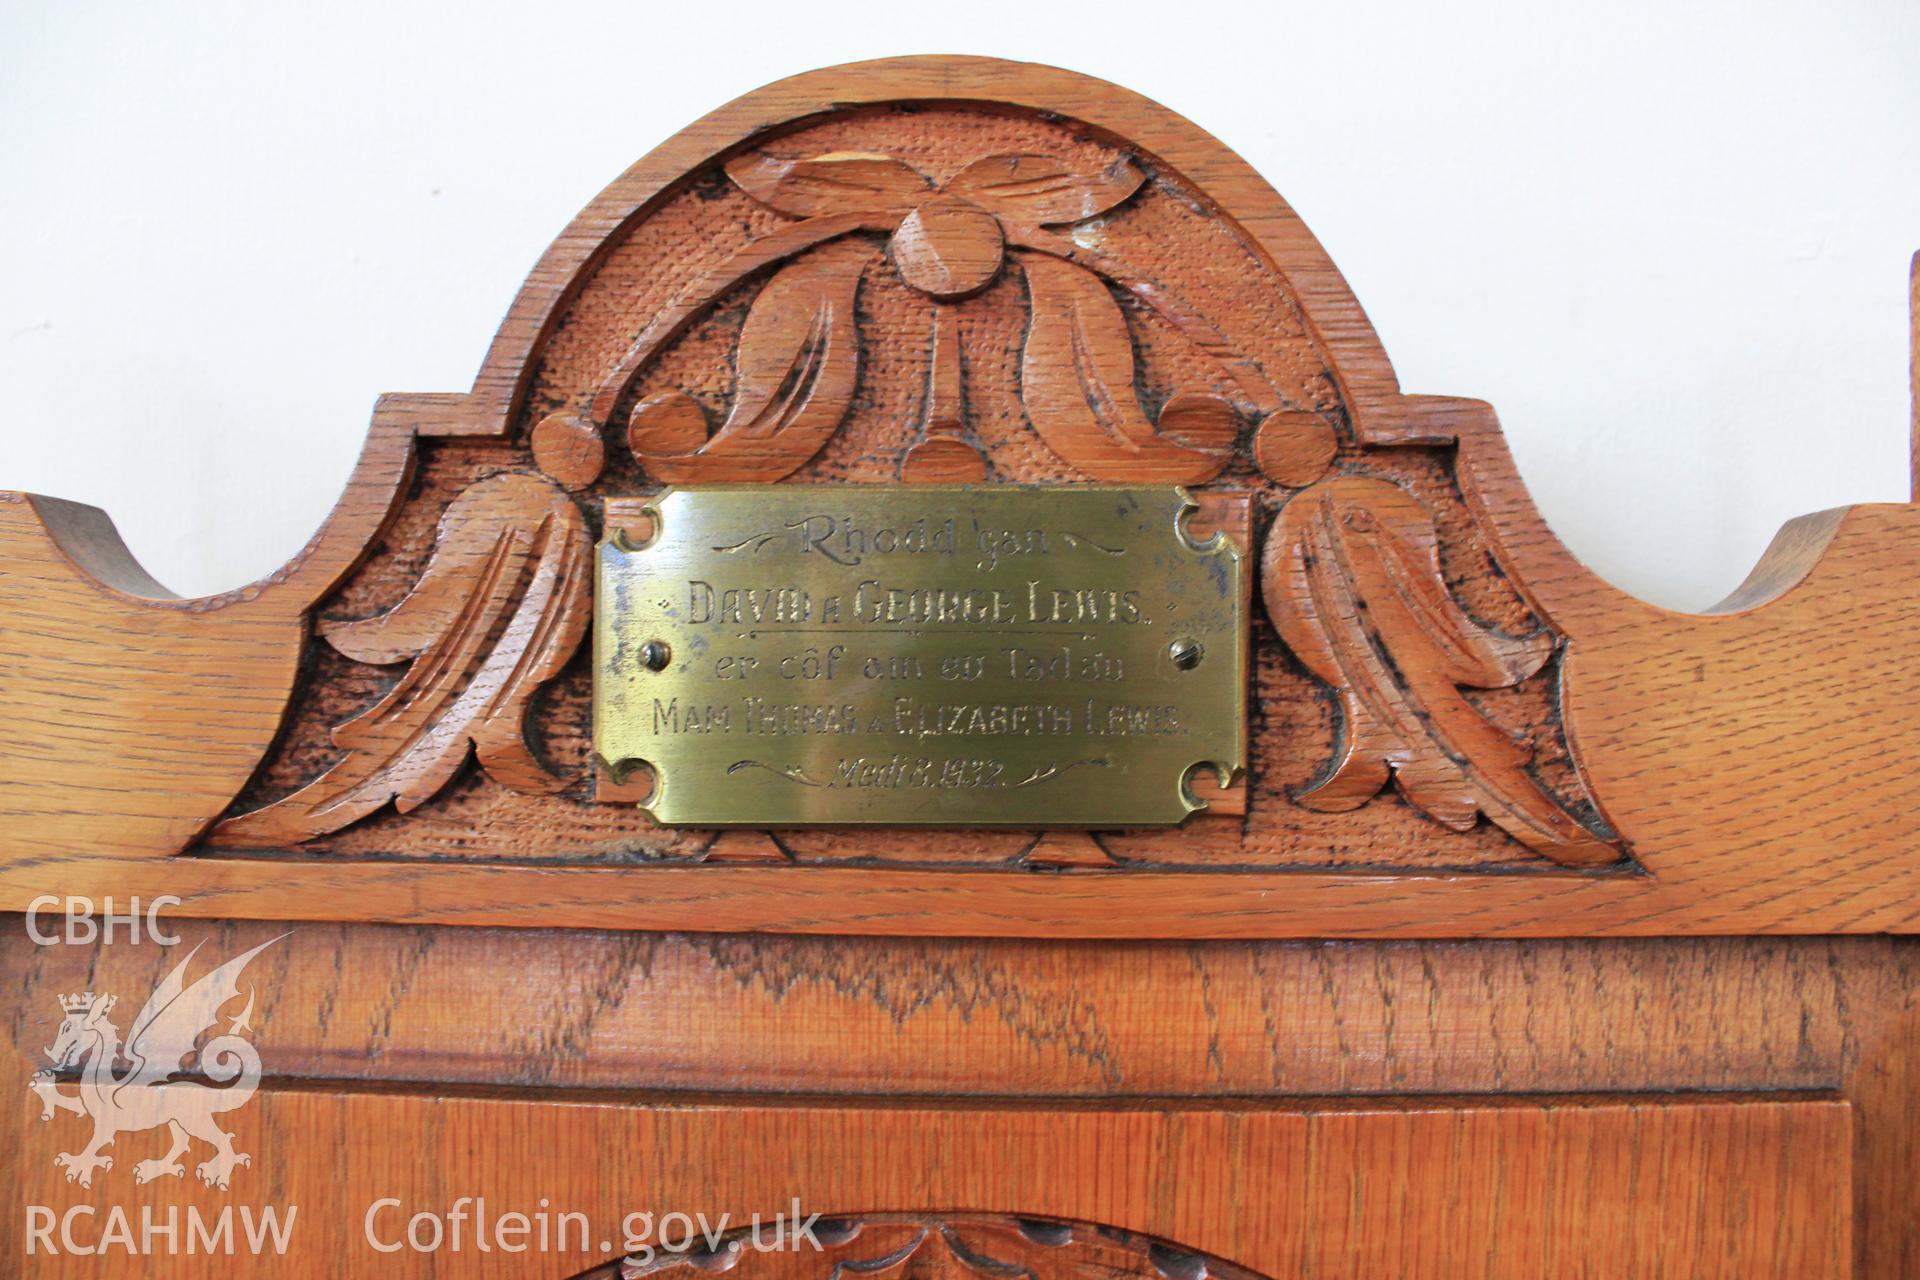 Rhodd gan
DAVID A GEORGE LEWIS.
er côf am eu Tad a'u
MAM THOMAS A ELIZABETH LEWIS.
Medi 8. 1932.
CBHC
RCAHMW
Coflein.gov.uk